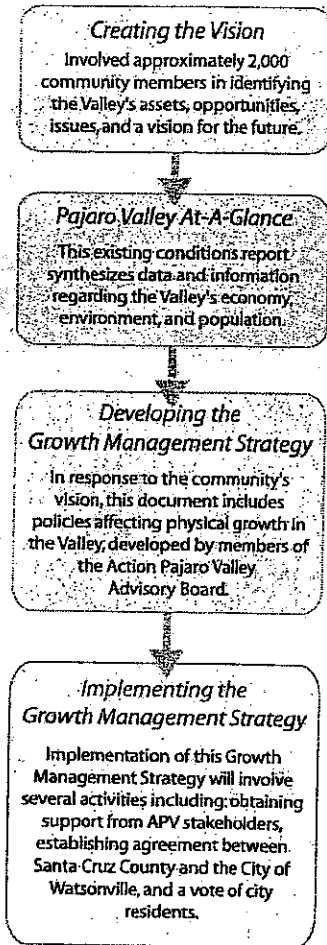 Creating the Vision
Involved approximately 2,000
community members in identifying
the Valley's assets, opportunities,
issues, and a vision for the future.
Pajaro Valley At-A-Glance
This existing conditions report
synthesizes data and information
regarding the Valley's economy,
environment, and population.
Developing the
Growth Management Strategy
In response to the community's
vision, this document includes
policies affecting physical growth in
the Valley, developed by members of
the Action Pajaro Valley
Advisory Board.
Implementing the
Growth Management Strategy
Implementation of this Growth
Management Strategy will involve
several activities including: obtaining
support from APV stakeholders,
establishing agreement between
Santa Cruz County and the City of
Watsonville, and a vote of city
residents.